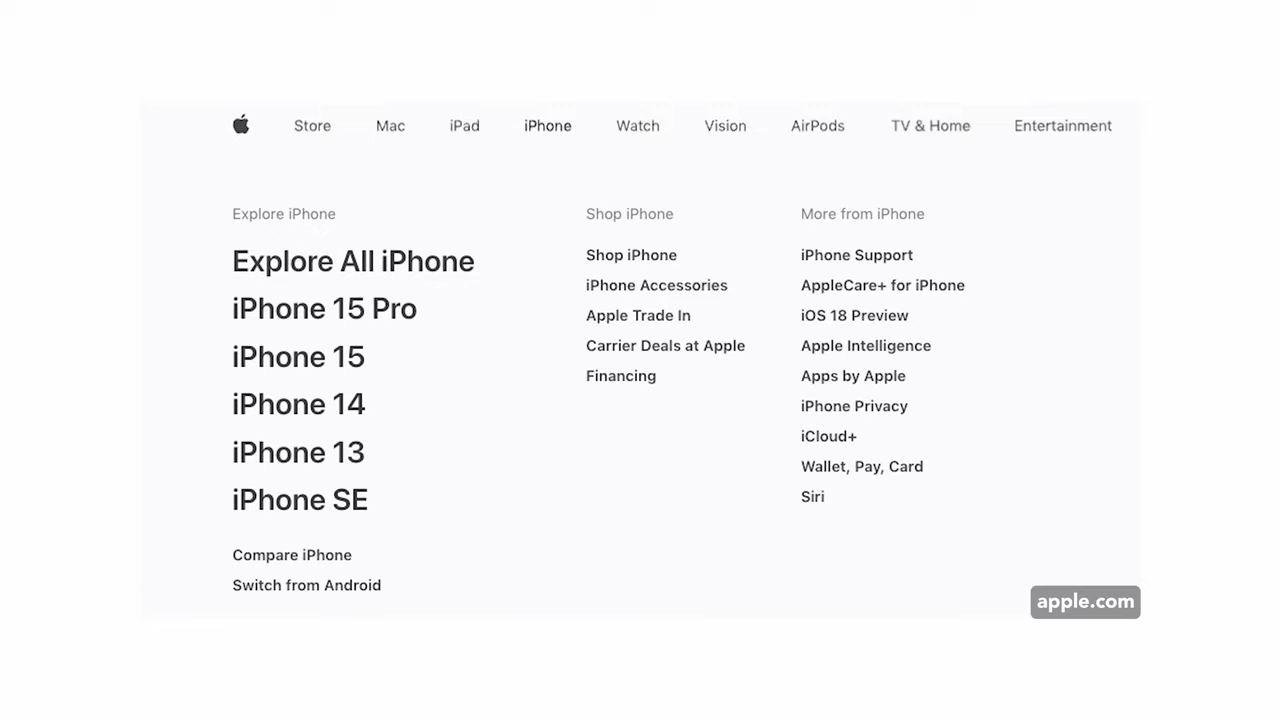 Store Mac iPad iPhone Watch Vision AirPods TV & Home Entertainment
Explore iPhone
Explore All iPhone
iPhone 15 Pro
iPhone 15
iPhone 14
iPhone 13
iPhone SE
Compare iPhone
Switch from Android
Shop iPhone
Shop iPhone
iPhone Accessories
Apple Trade In
Carrier Deals at Apple
Financing
More from iPhone
iPhone Support
AppleCare+ for iPhone
iOS 18 Preview
Apple Intelligence
Apps by Apple
iPhone Privacy
iCloud+
Wallet, Pay, Card
Siri
apple.com